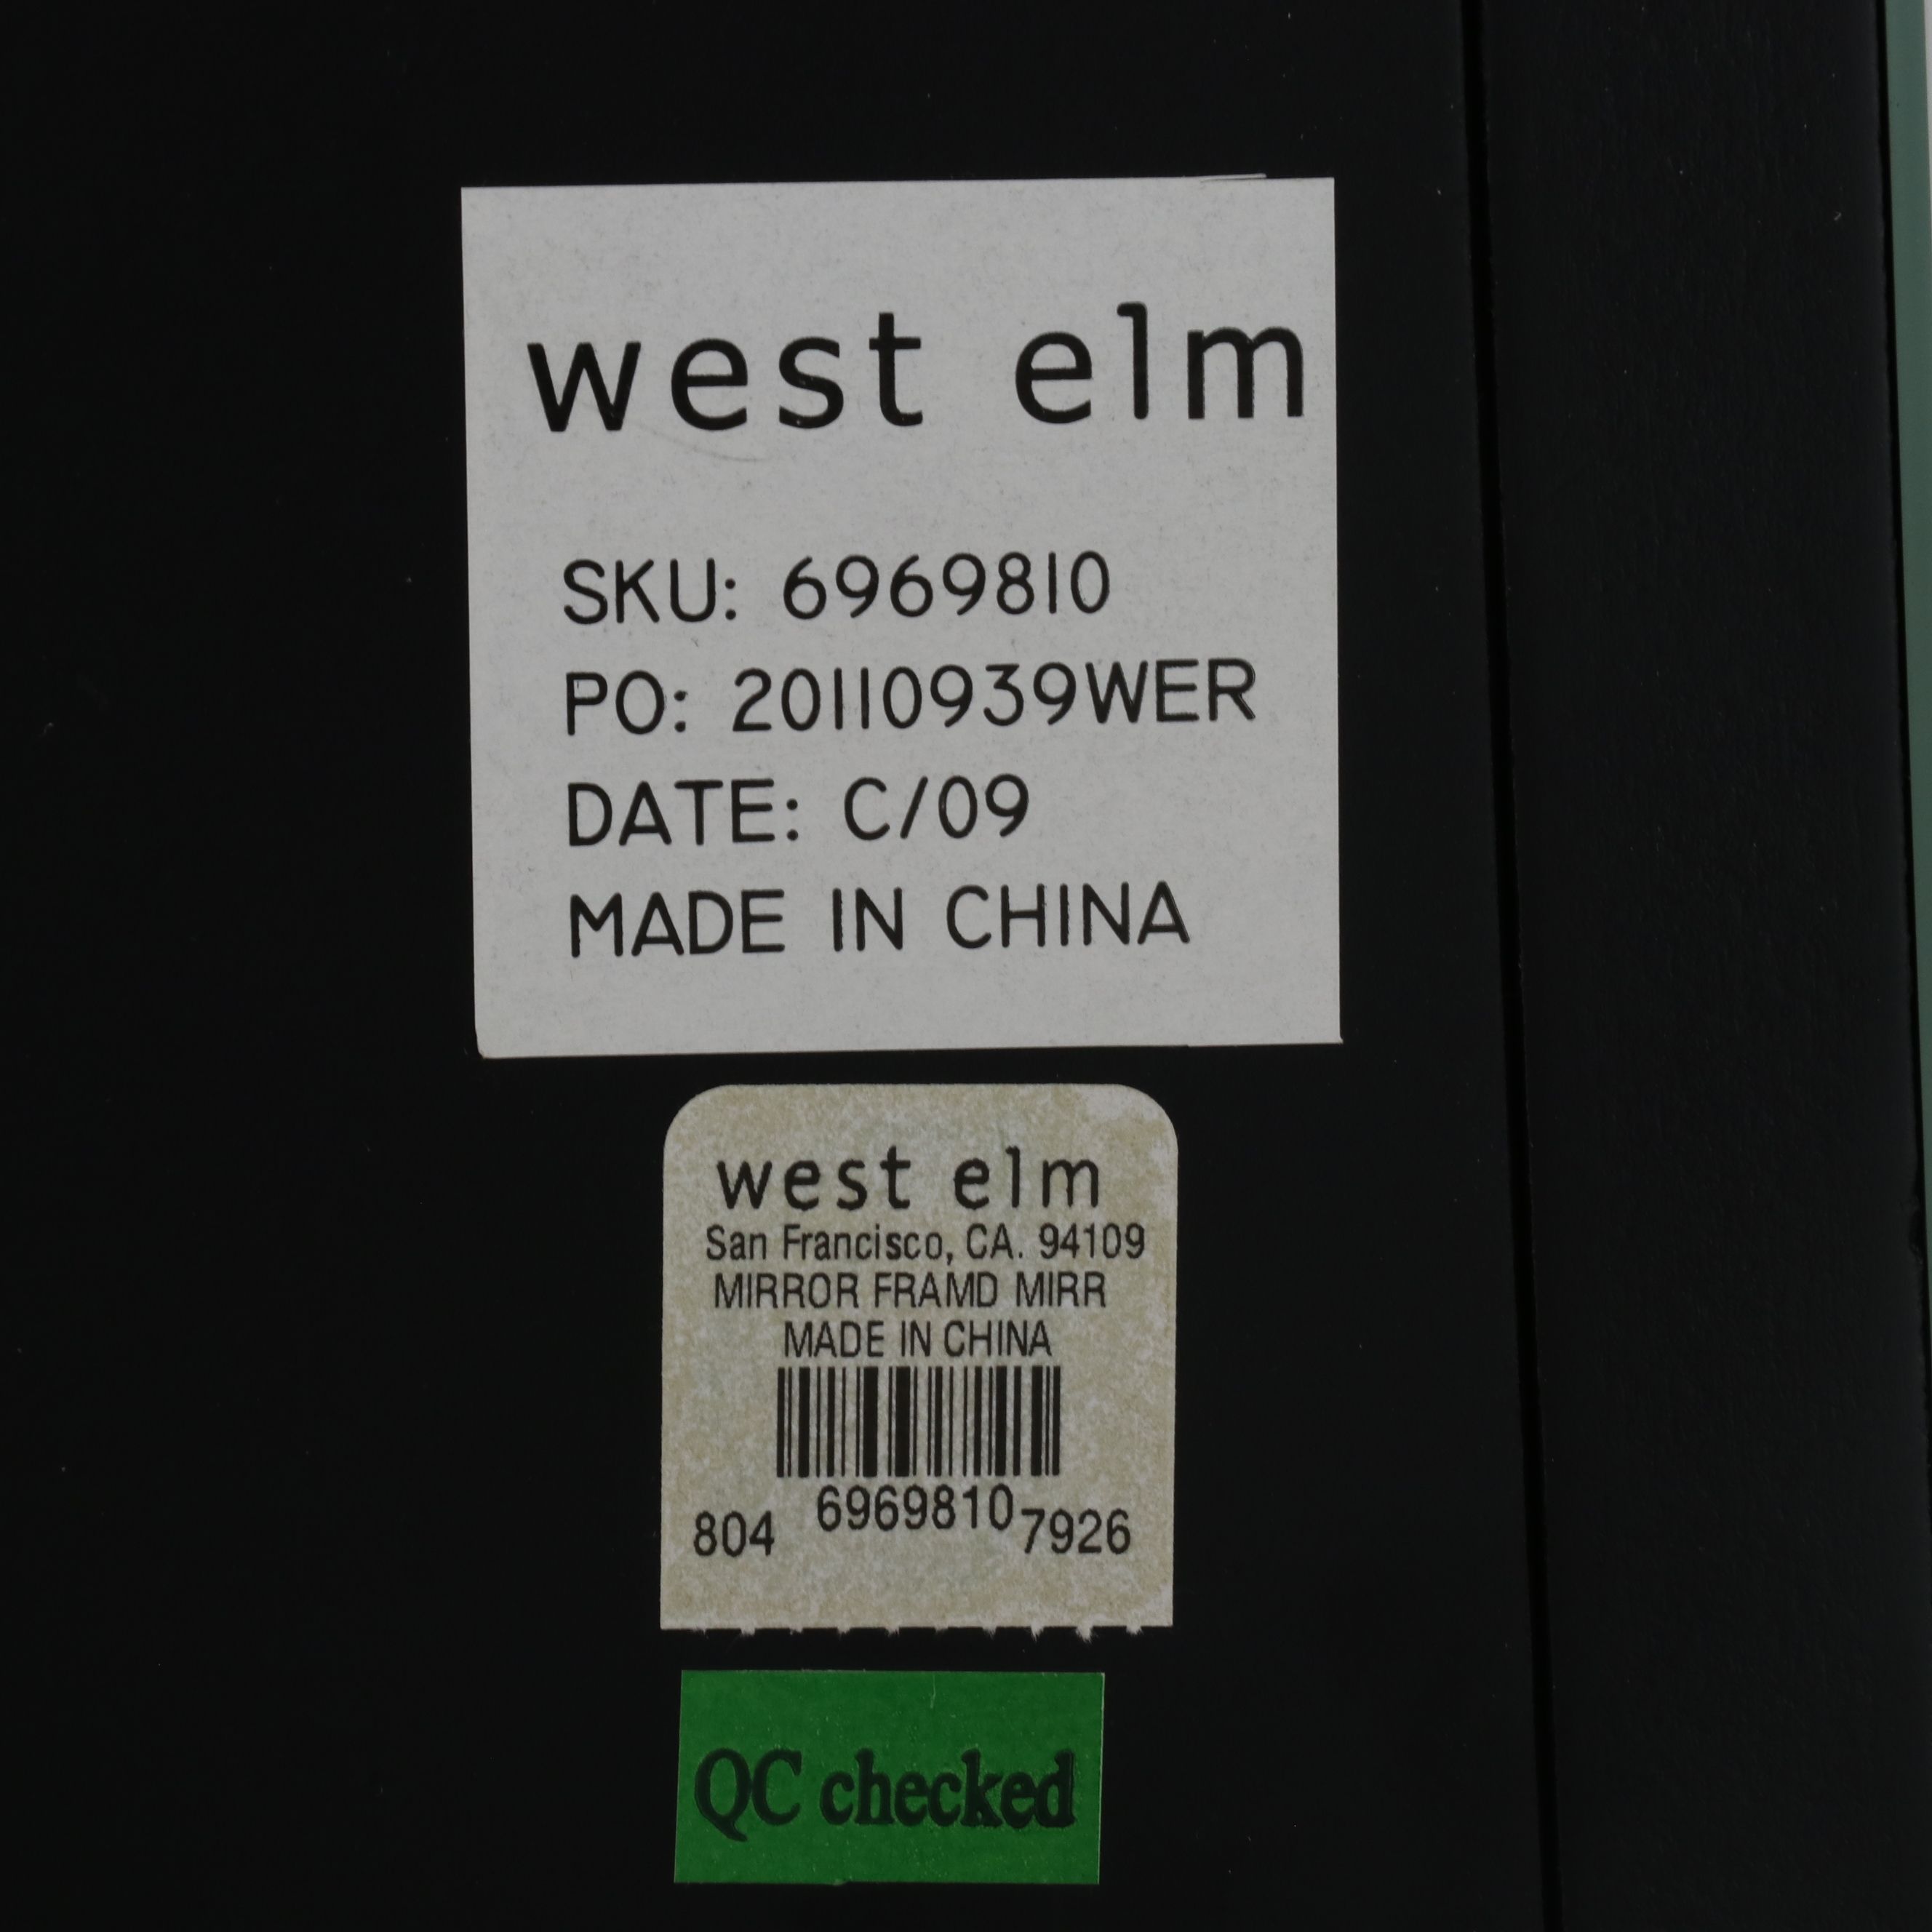 west elm
SKU: 6969810
PO: 20110939WER
DATE: C/09
MADE IN CHINA
west elm
San Francisco, CA. 94109
MIRROR FRAMD MIRR
MADE IN CHINA
804 6969810 7926
QC checked